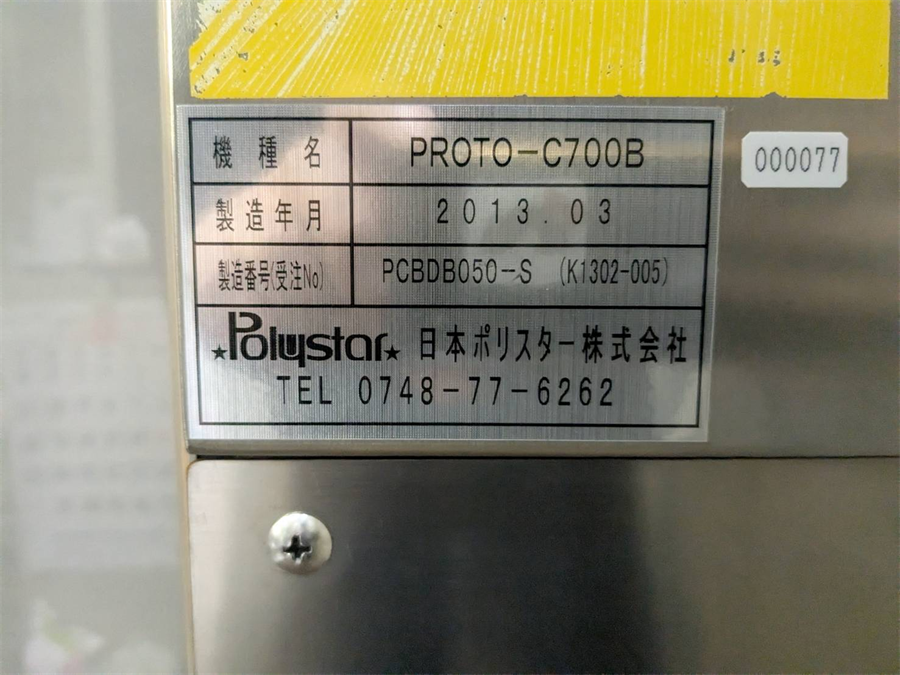 機種名 PROTO-C700B
000077
製造年月 2013.03
製造番号(受注No) PCBDB050-S (K1302-005)
★Polystar★ 日本ポリスター株式会社
TEL 0748-77-6262